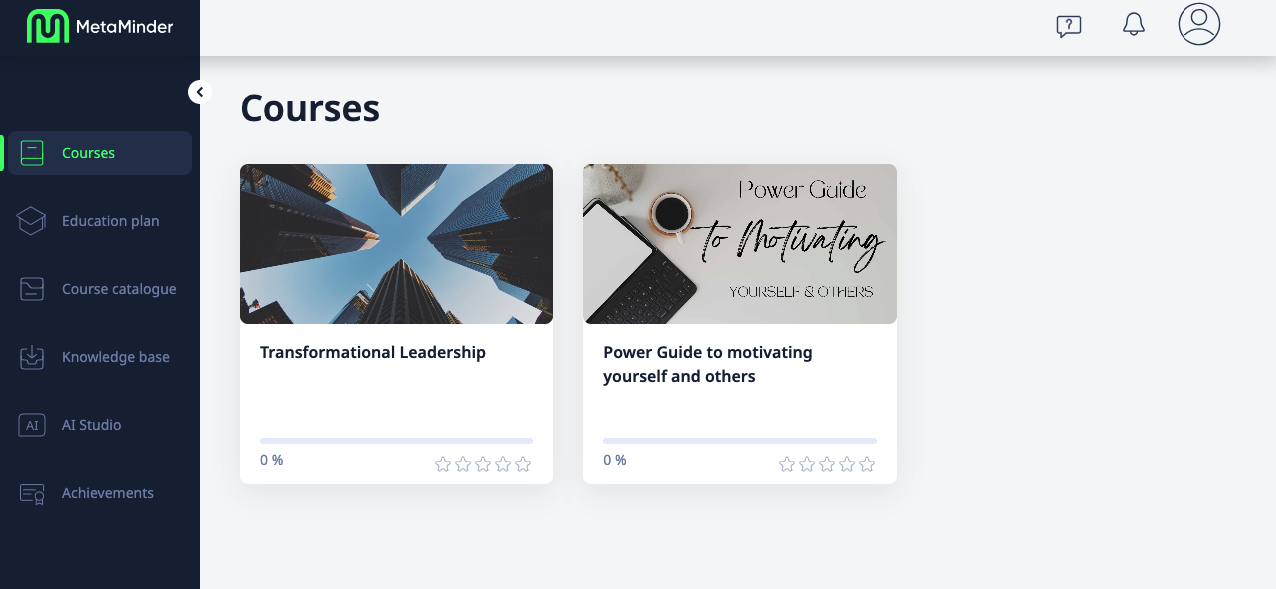 MetaMinder
Courses
Education plan
Course catalogue
Knowledge base
AI
AI Studio
Achievements
?
Courses
Power Guide
to Motivating
YOURSELF & OTHERS
Transformational Leadership
0 %
Power Guide to motivating
yourself and others
0 %